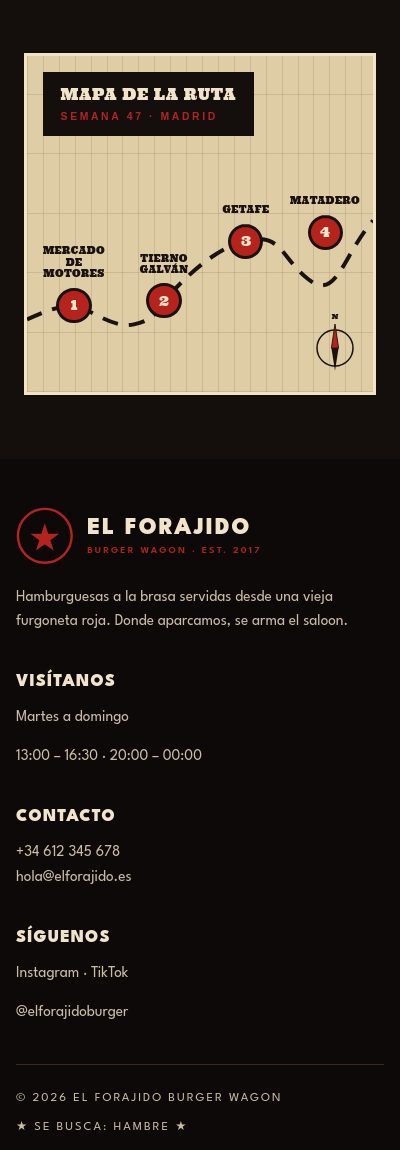 MAPA DE LA RUTA
SEMANA 47 · MADRID
MATADERO
4
GETAFE
3
MERCADO
DE
MOTORES
1
TIERNO
GALVÁN
2
N
EL FORAJIDO
BURGER WAGON · EST. 2017
Hamburguesas a la brasa servidas desde una vieja
furgoneta roja. Donde aparcamos, se arma el saloon.
VISÍTANOS
Martes a domingo
13:00 – 16:30 · 20:00 – 00:00
CONTACTO
+34 612 345 678
hola@elforajido.es
SÍGUENOS
Instagram · TikTok
@elforajidoburger
© 2026 EL FORAJIDO BURGER WAGON
★ SE BUSCA: HAMBRE ★